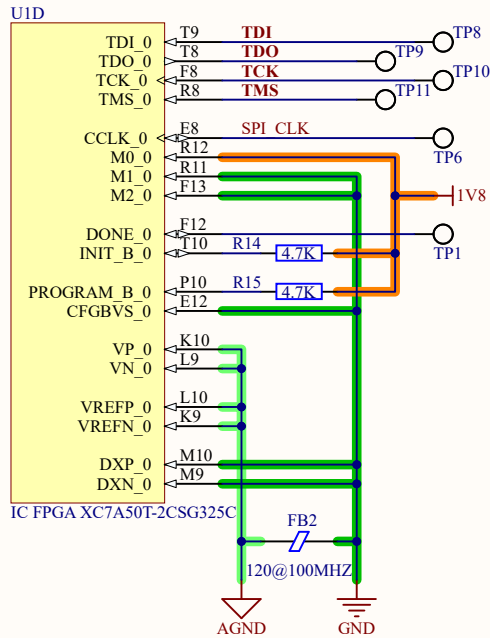 U1D
TDI_0 T9 TDI TP8
TDO_0 T8 TDO TP9
TCK_0 F8 TCK TP10
TMS_0 R8 TMS TP11
CCLK_0 E8 SPI_CLK TP6
M0_0 R12
M1_0 R11
M2_0 F13 1V8
DONE_0 F12 TP1
INIT_B_0 T10 R14 4.7K
PROGRAM_B_0 P10 R15 4.7K
CFGBVS_0 E12
VP_0 K10
VN_0 L9
VREFP_0 L10
VREFN_0 K9
DXP_0 M10
DXN_0 M9
IC FPGA XC7A50T-2CSG325C
FB2
120@100MHZ
AGND GND